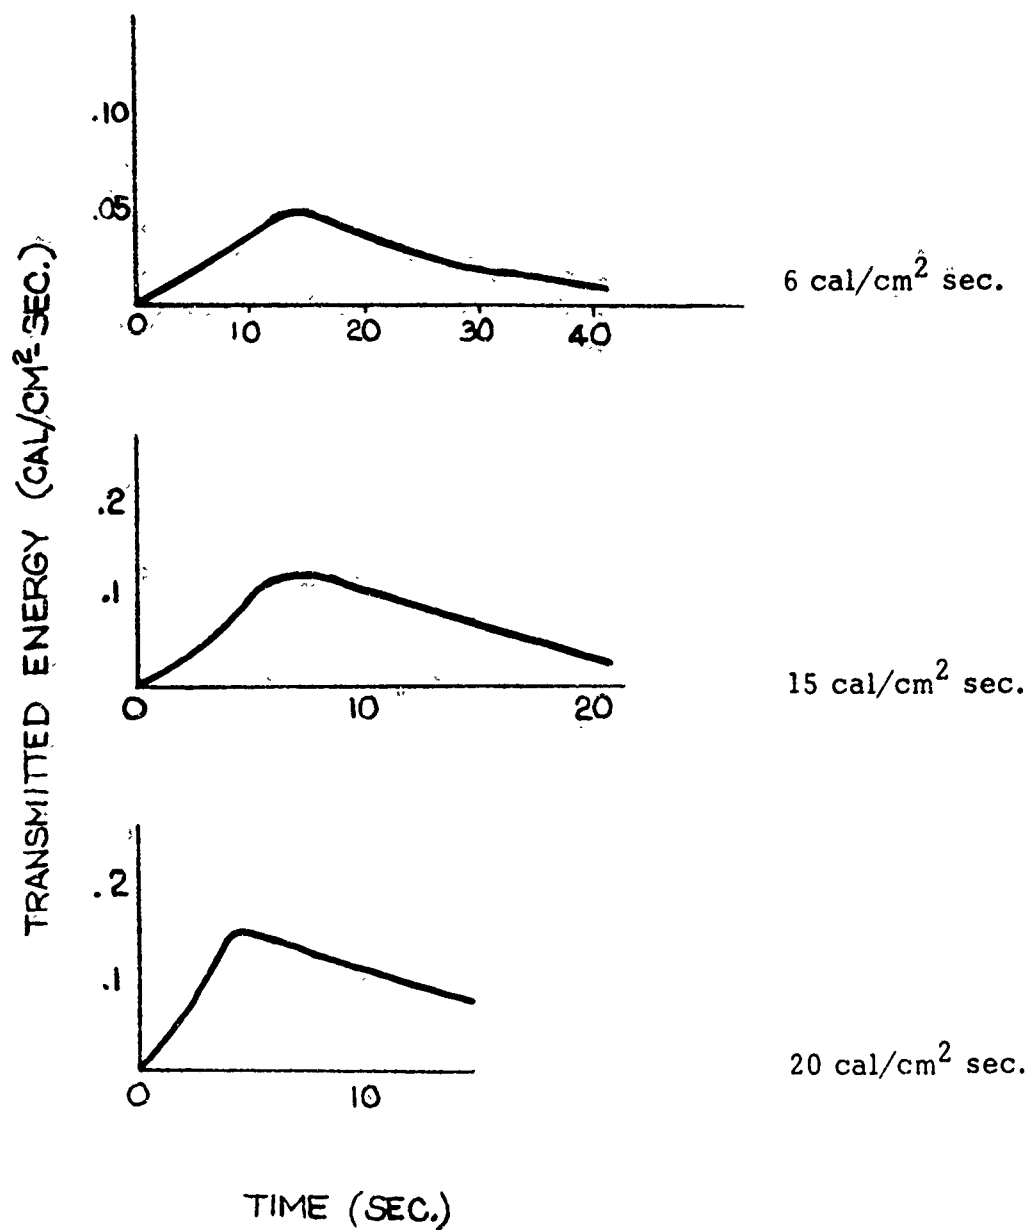 TRANSMITTED ENERGY (CAL/CM²-SEC.)
.10
.05
0 10 20 30 40
6 cal/cm² sec.
.2
.1
0 10 20
15 cal/cm² sec.
.2
.1
0 10
20 cal/cm² sec.
TIME (SEC.)